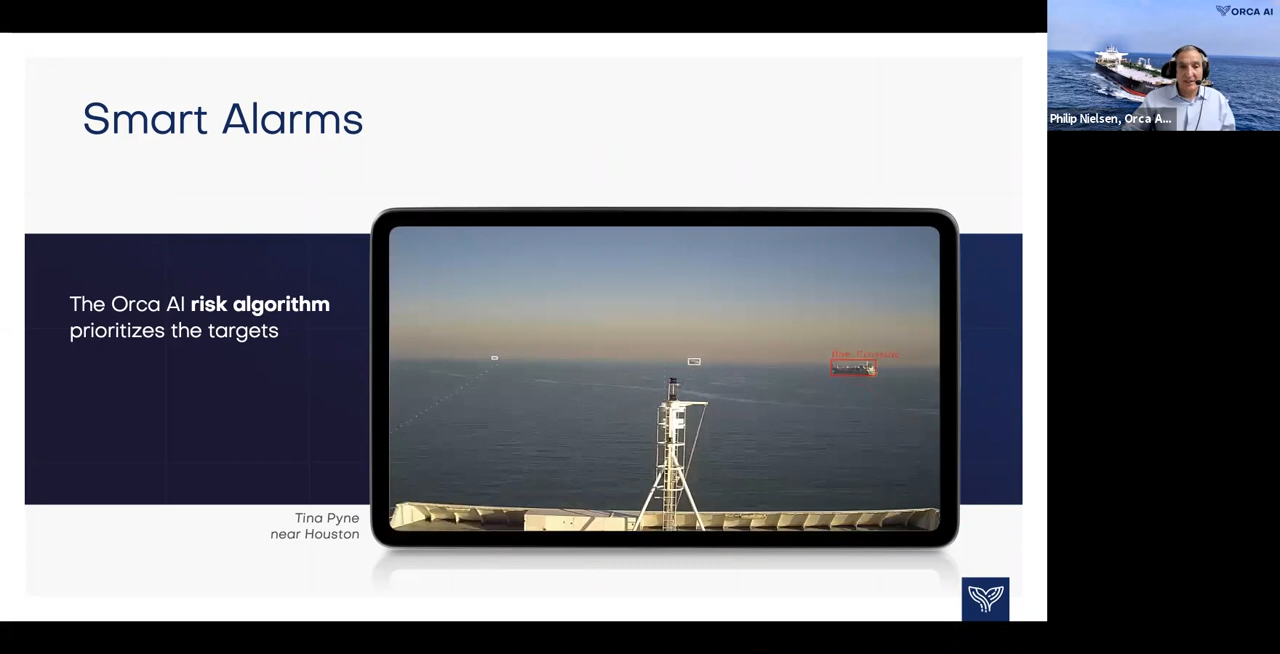 ORCA AI
Philip Nielsen, Orca A...
Smart Alarms
The Orca AI risk algorithm
prioritizes the targets
Tina Pyne
near Houston